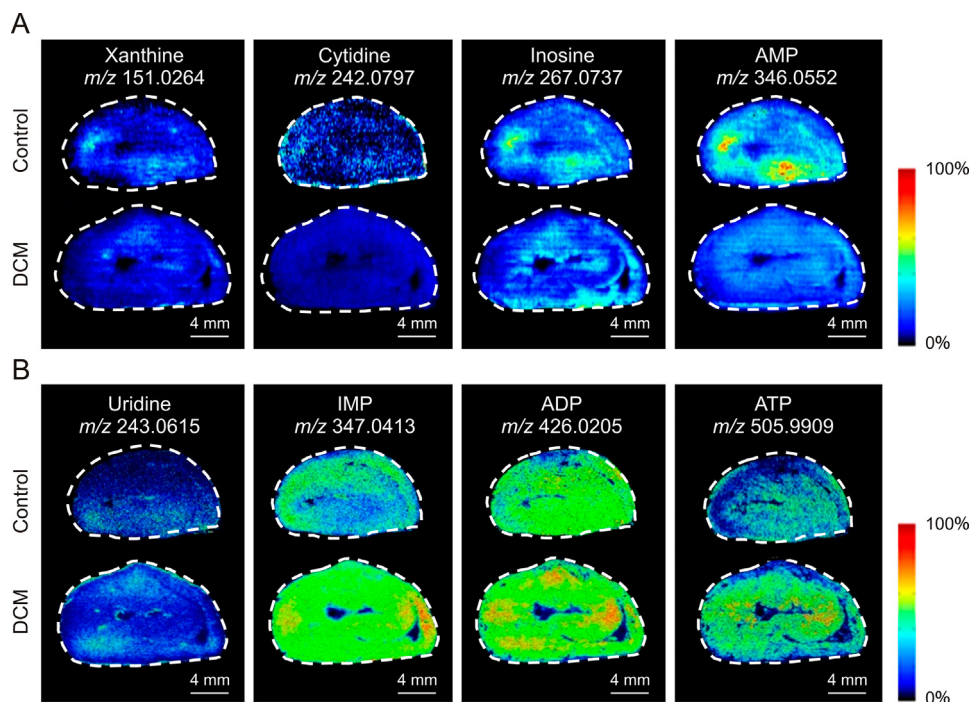 A
Xanthine
m/z 151.0264
Cytidine
m/z 242.0797
Inosine
m/z 267.0737
AMP
m/z 346.0552
Control
DCM
4 mm
4 mm
4 mm
4 mm
100%
0%
B
Uridine
m/z 243.0615
IMP
m/z 347.0413
ADP
m/z 426.0205
ATP
m/z 505.9909
Control
DCM
4 mm
4 mm
4 mm
4 mm
100%
0%